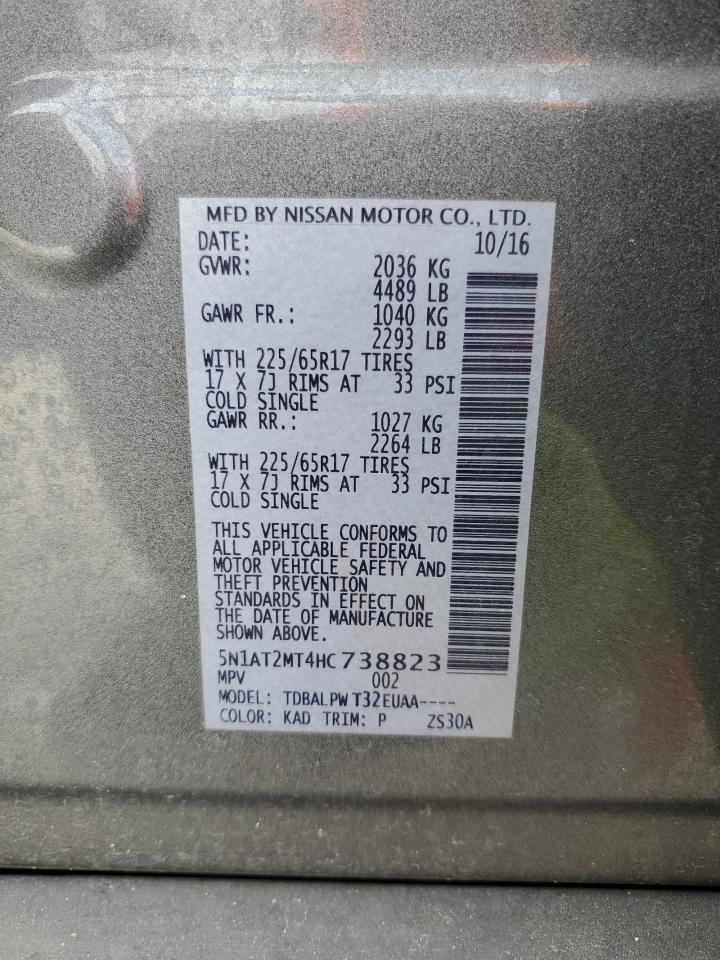 MFD BY NISSAN MOTOR CO., LTD.
DATE: 10/16
GVWR: 2036 KG
4489 LB
GAWR FR.: 1040 KG
2293 LB
WITH 225/65R17 TIRES
17 X 7J RIMS AT 33 PSI
COLD SINGLE
GAWR RR.: 1027 KG
2264 LB
WITH 225/65R17 TIRES
17 X 7J RIMS AT 33 PSI
COLD SINGLE
THIS VEHICLE CONFORMS TO
ALL APPLICABLE FEDERAL
MOTOR VEHICLE SAFETY AND
THEFT PREVENTION
STANDARDS IN EFFECT ON
THE DATE OF MANUFACTURE
SHOWN ABOVE.
5N1AT2MT4HC738823
MPV 002
MODEL: TDBALPW T32EUAA----
COLOR: KAD TRIM: P ZS30A